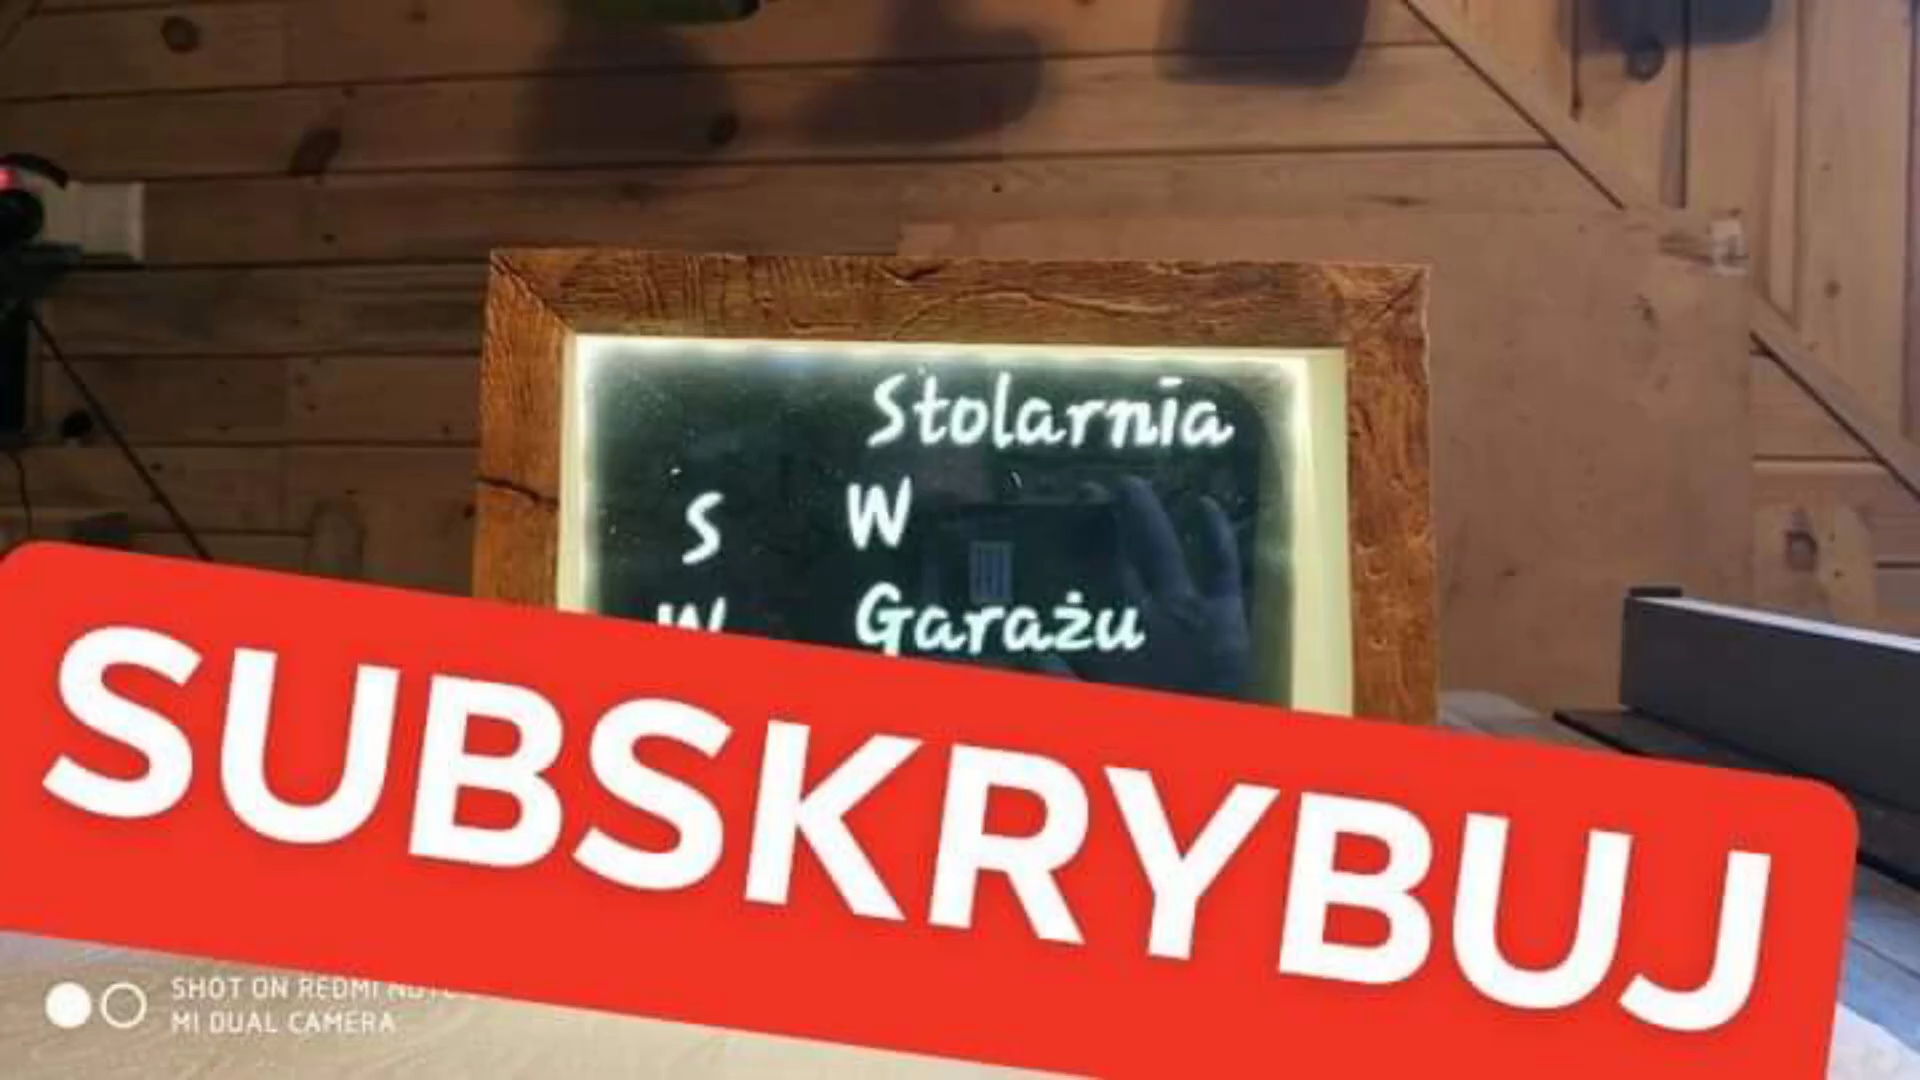 Stolarnia
S W
W Garażu
SUBSKRYBUJ
SHOT ON REDMI
MI DUAL CAMERA